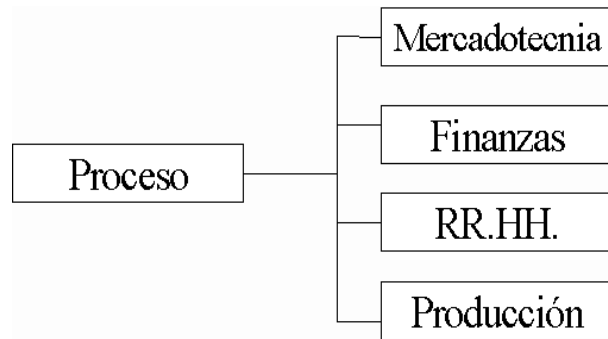 Mercadotecnia
Finanzas
Proceso
RR.HH.
Producción